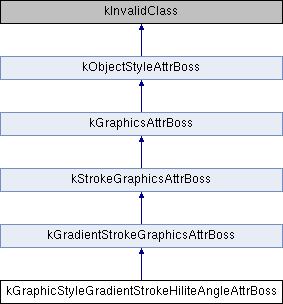 kInvalidClass
kObjectStyleAttrBoss
kGraphicsAttrBoss
kStrokeGraphicsAttrBoss
kGradientStrokeGraphicsAttrBoss
kGraphicStyleGradientStrokeHiliteAngleAttrBoss